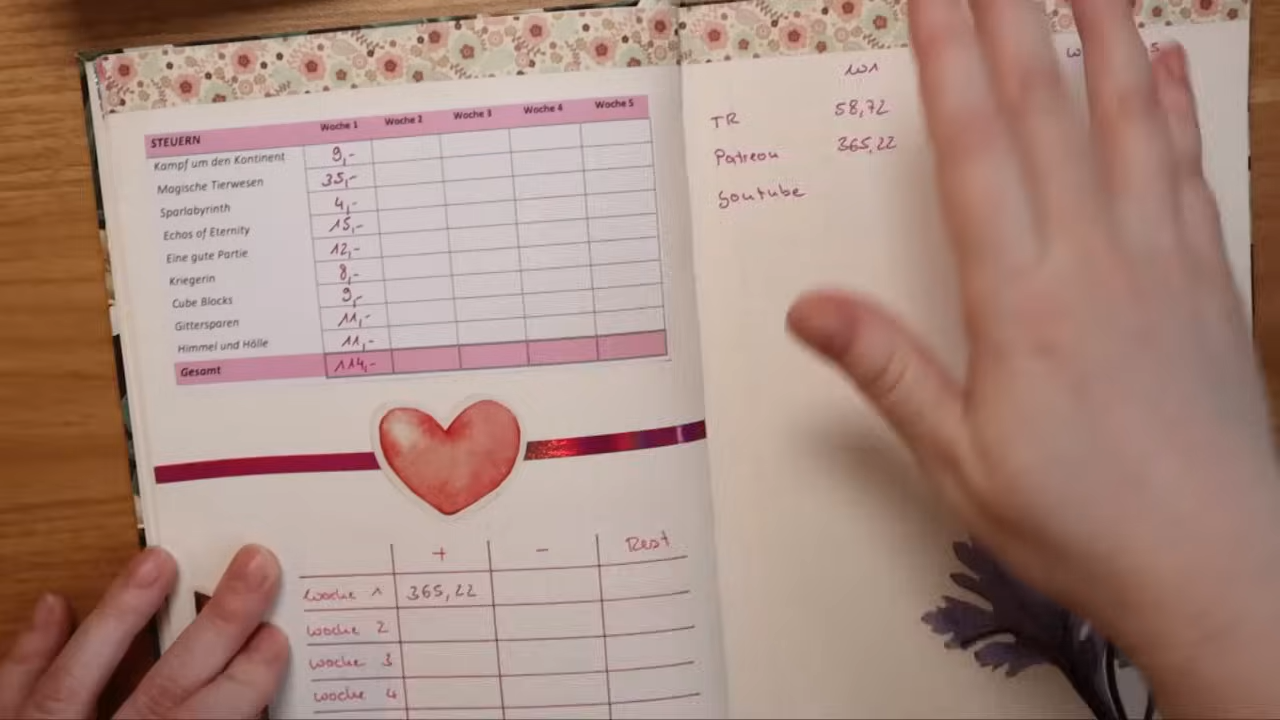 STEUERN Woche 1 Woche 2 Woche 3 Woche 4 Woche 5
Kampf um den Kontinent 9,-
Magische Tierwesen 35,-
Sparlabyrinth 4,-
Echos of Eternity 15,-
Eine gute Partie 12,-
Kriegerin 8,-
Cube Blocks 9,-
Gittersparen 11,-
Himmel und Hölle 11,-
Gesamt 114,-
+ - Rest
Woche 1 365,22
Woche 2
Woche 3
Woche 4
W1 W 5
TR 58,72
Patreon 365,22
Youtube